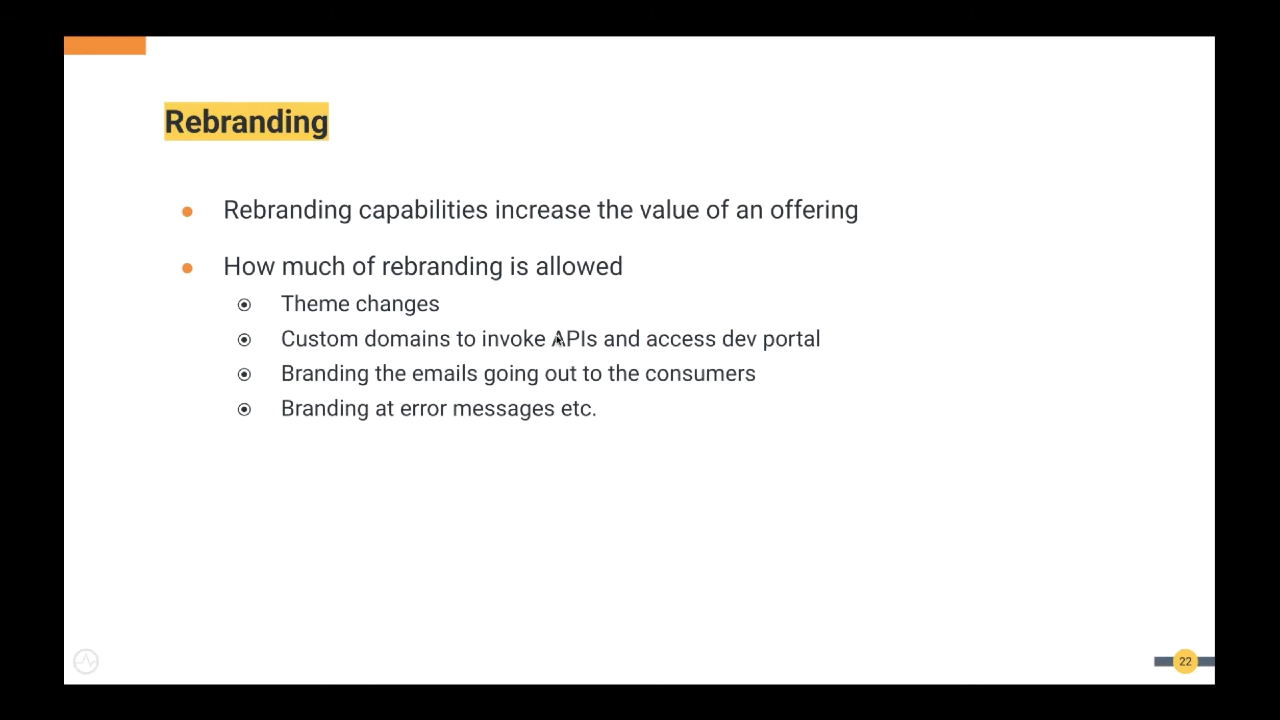 Rebranding
Rebranding capabilities increase the value of an offering
How much of rebranding is allowed
Theme changes
Custom domains to invoke APIs and access dev portal
Branding the emails going out to the consumers
Branding at error messages etc.
22